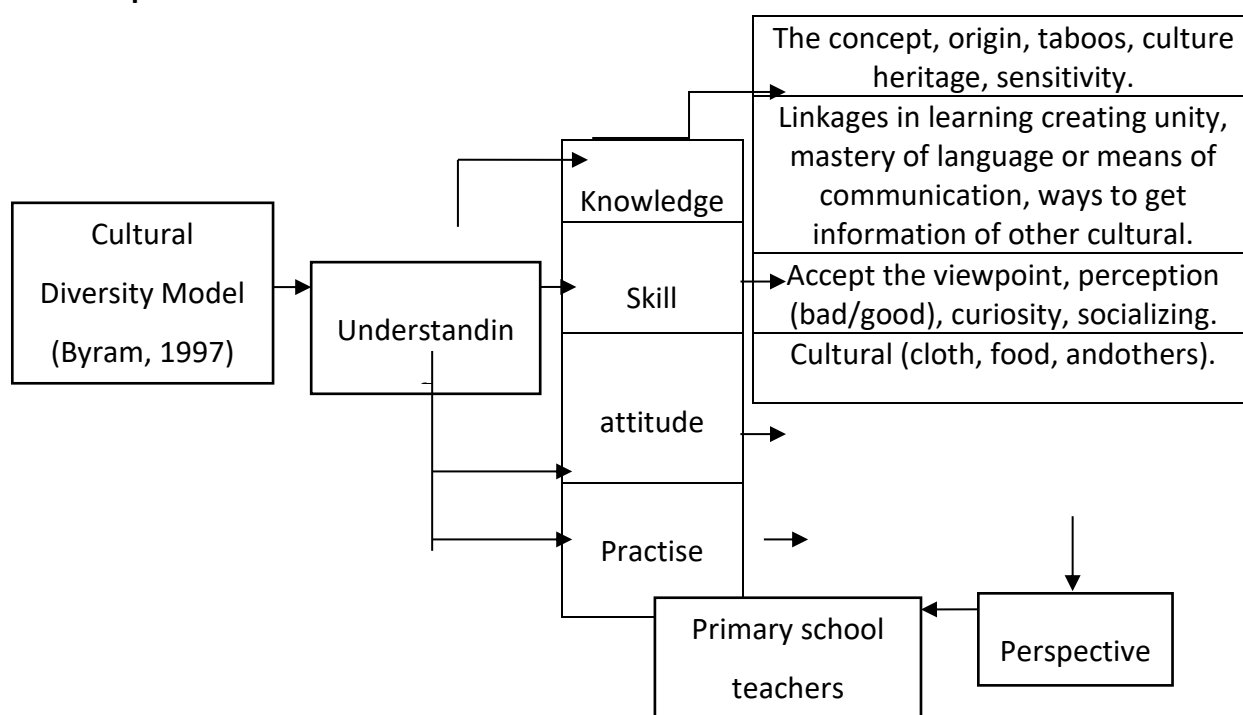 Cultural
Diversity Model
(Byram, 1997)
Understandin
Knowledge
Skill
attitude
Practise
The concept, origin, taboos, culture
heritage, sensitivity.
Linkages in learning creating unity,
mastery of language or means of
communication, ways to get
information of other cultural.
Accept the viewpoint, perception
(bad/good), curiosity, socializing.
Cultural (cloth, food, andothers).
Perspective
Primary school
teachers